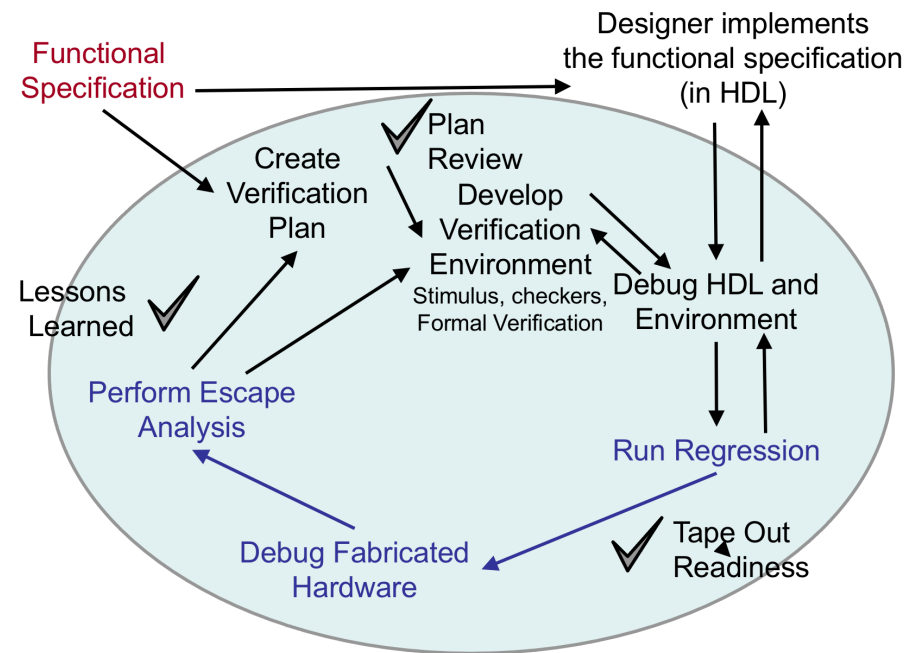 Functional
Specification
Designer implements
the functional specification
(in HDL)
Plan
Review
Create
Verification
Plan
Develop
Verification
Environment
Stimulus, checkers,
Formal Verification
Debug HDL and
Environment
Lessons
Learned
Perform Escape
Analysis
Run Regression
Tape Out
Readiness
Debug Fabricated
Hardware